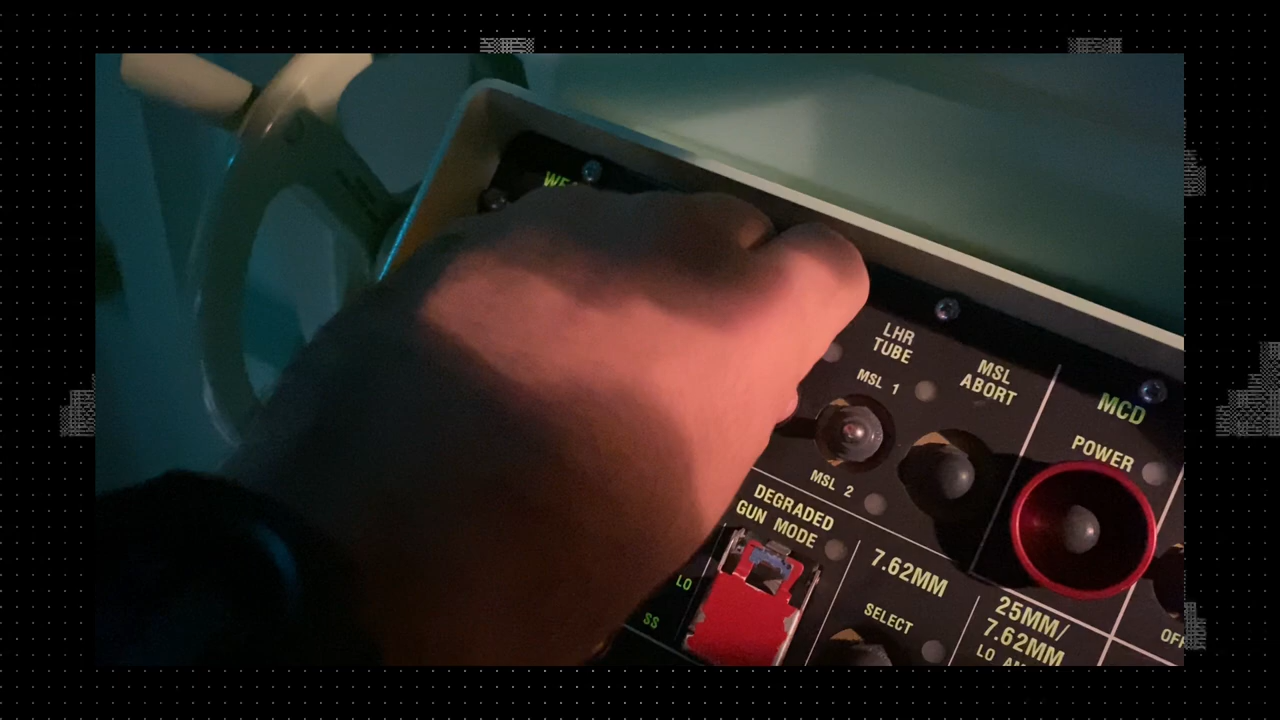 LHR
TUBE
MSL 1
MSL
ABORT
MCD
POWER
MSL 2
DEGRADED
GUN MODE
LO
SS
7.62MM
SELECT
25MM/
7.62MM
LO